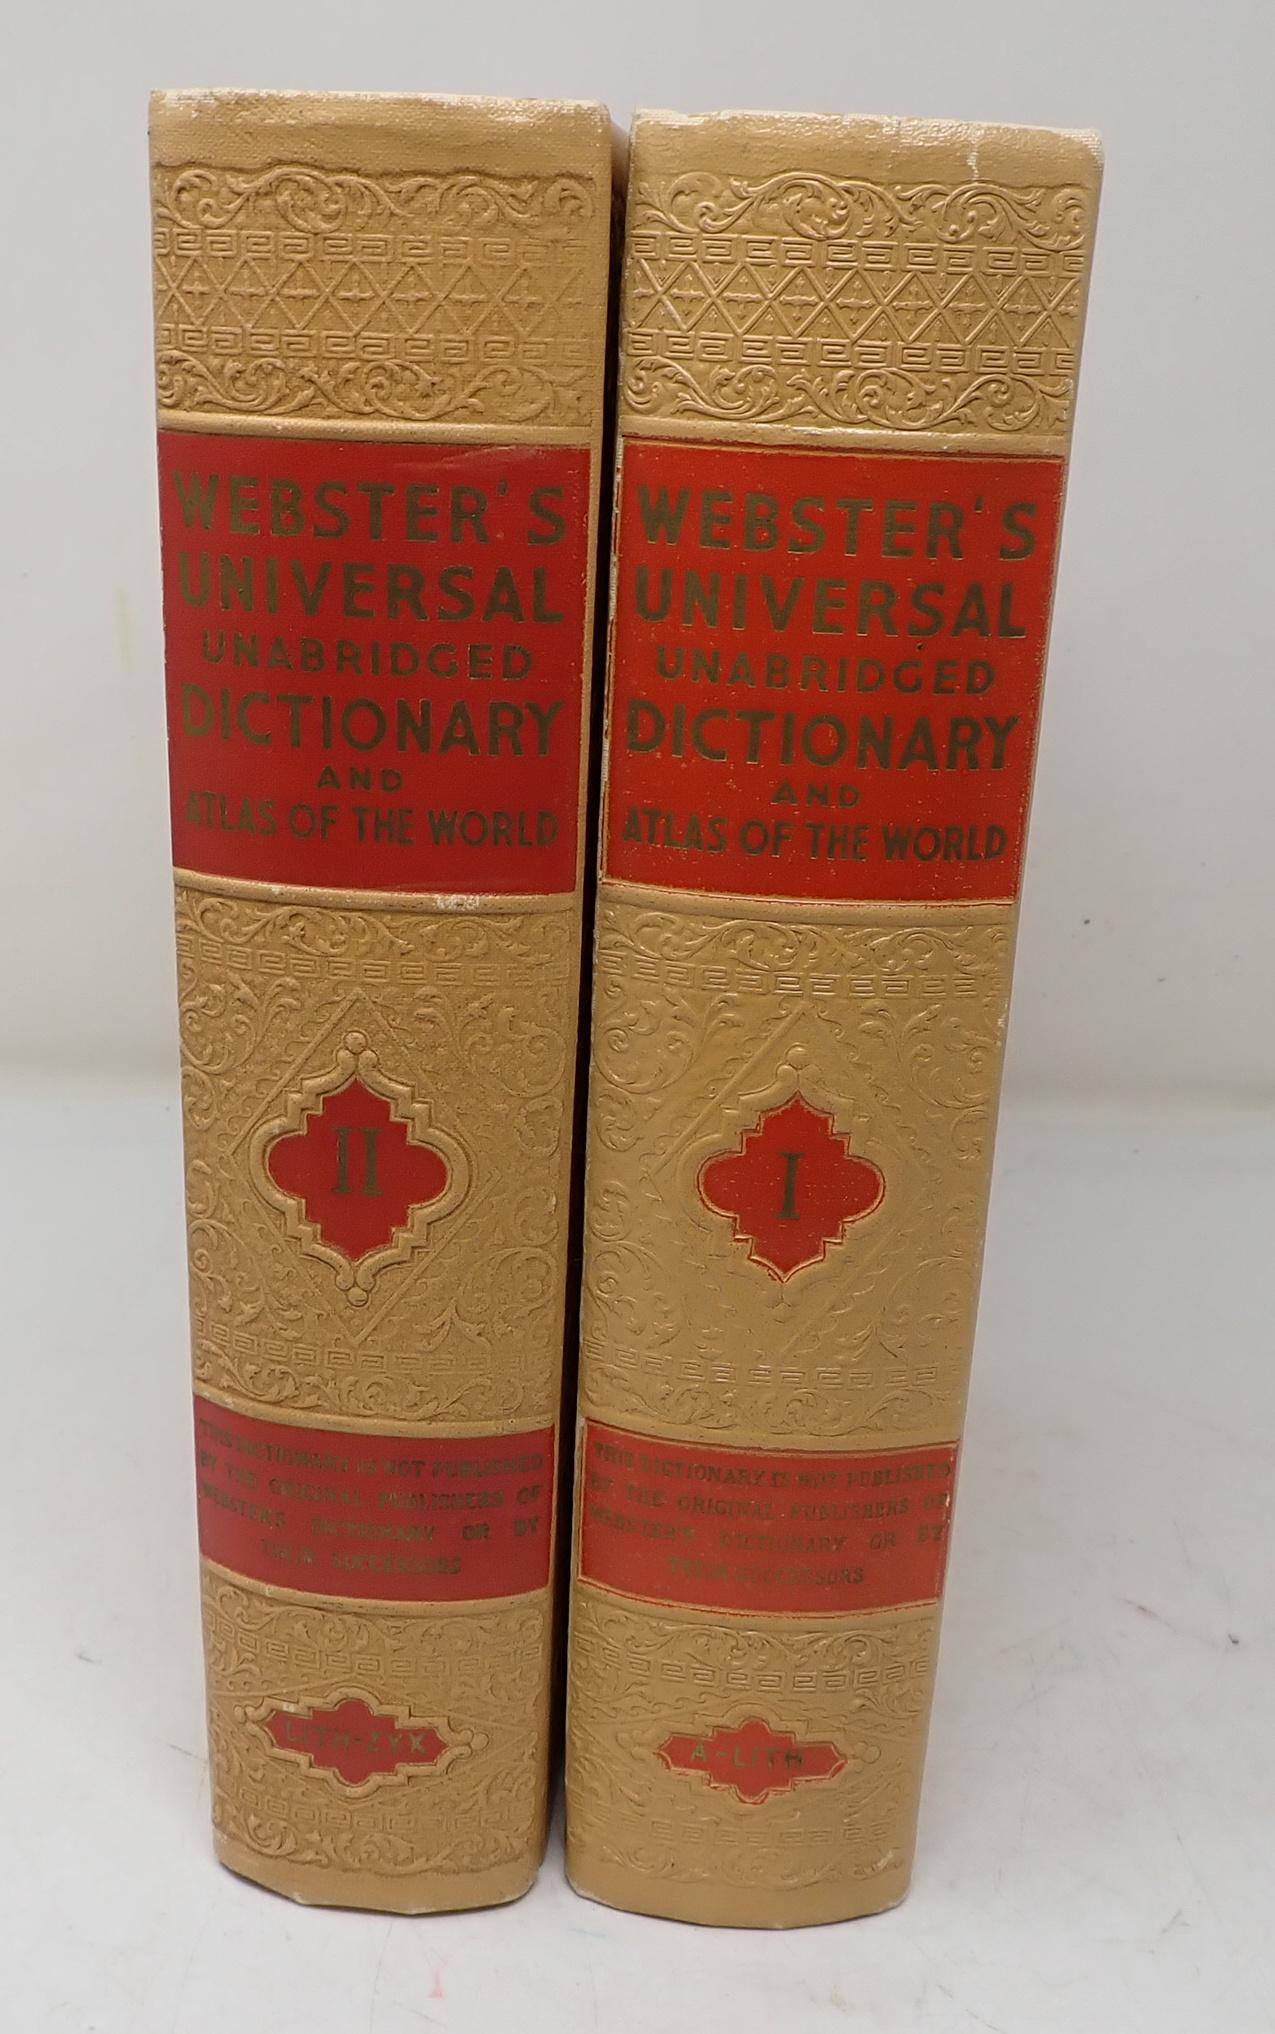 WEBSTER'S
UNIVERSAL
UNABRIDGED
DICTIONARY
AND
ATLAS OF THE WORLD
II
THIS DICTIONARY IS NOT PUBLISHED
BY THE ORIGINAL PUBLISHERS OF
WEBSTER'S DICTIONARY OR BY
THEIR SUCCESSORS
LITH-ZYX
WEBSTER'S
UNIVERSAL
UNABRIDGED
DICTIONARY
AND
ATLAS OF THE WORLD
I
THIS DICTIONARY IS NOT PUBLISHED
BY THE ORIGINAL PUBLISHERS OF
WEBSTER'S DICTIONARY OR BY
THEIR SUCCESSORS
A-LITH